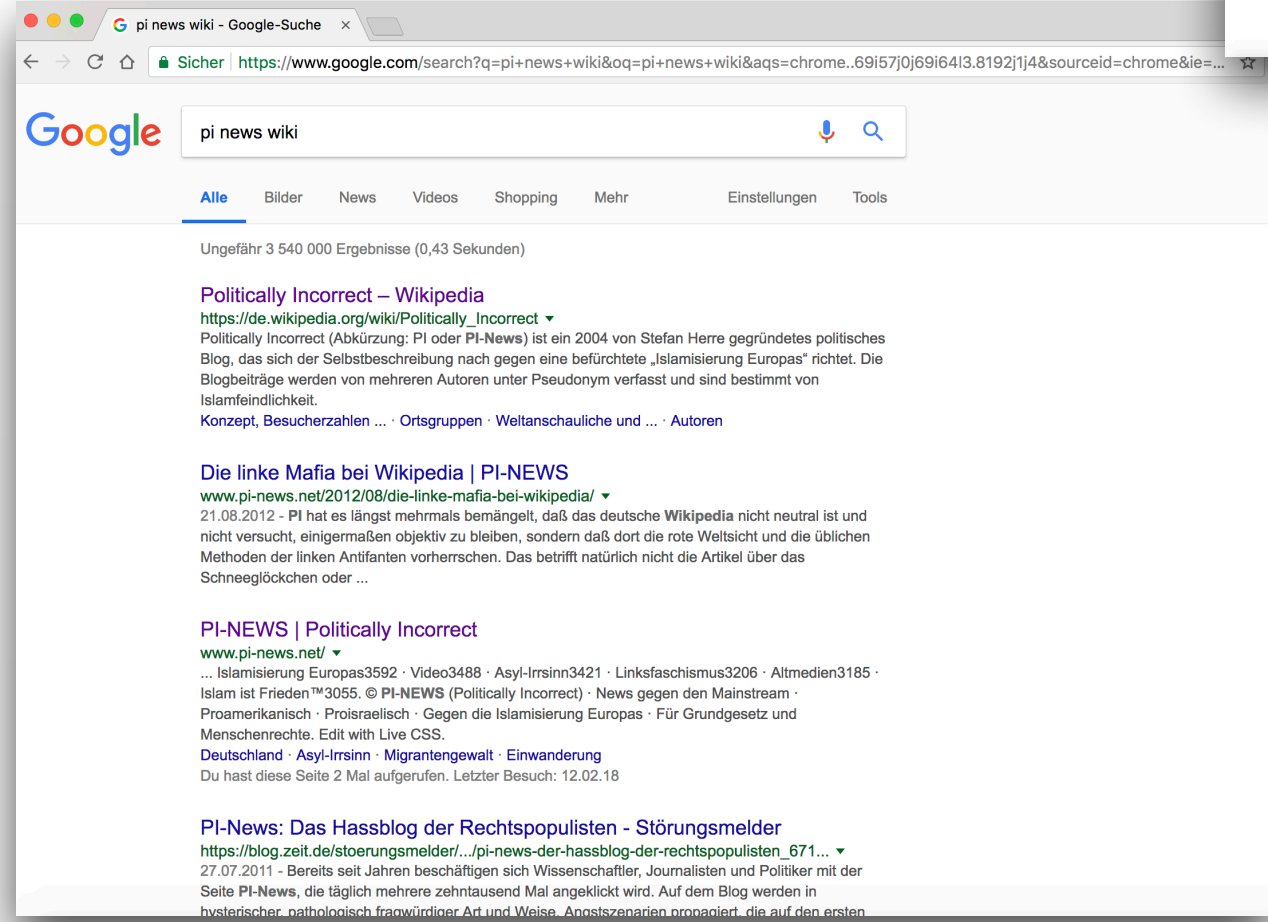 pi news wiki - Google-Suche
Sicher https://www.google.com/search?q=pi+news+wiki&oq=pi+news+wiki&aqs=chrome..69i57j0j69i64l3.8192j1j4&sourceid=chrome&ie=...
Google
pi news wiki
Alle Bilder News Videos Shopping Mehr Einstellungen Tools
Ungefähr 3 540 000 Ergebnisse (0,43 Sekunden)
Politically Incorrect – Wikipedia
https://de.wikipedia.org/wiki/Politically_Incorrect
Politically Incorrect (Abkürzung: PI oder PI-News) ist ein 2004 von Stefan Herre gegründetes politisches
Blog, das sich der Selbstbeschreibung nach gegen eine befürchtete „Islamisierung Europas“ richtet. Die
Blogbeiträge werden von mehreren Autoren unter Pseudonym verfasst und sind bestimmt von
Islamfeindlichkeit.
Konzept, Besucherzahlen ... · Ortsgruppen · Weltanschauliche und ... · Autoren
Die linke Mafia bei Wikipedia | PI-NEWS
www.pi-news.net/2012/08/die-linke-mafia-bei-wikipedia/
21.08.2012 - PI hat es längst mehrmals bemängelt, daß das deutsche Wikipedia nicht neutral ist und
nicht versucht, einigermaßen objektiv zu bleiben, sondern daß dort die rote Weltsicht und die üblichen
Methoden der linken Antifanten vorherrschen. Das betrifft natürlich nicht die Artikel über das
Schneeglöckchen oder ...
PI-NEWS | Politically Incorrect
www.pi-news.net/
... Islamisierung Europas3592 · Video3488 · Asyl-Irrsinn3421 · Linksfaschismus3206 · Altmedien3185 ·
Islam ist Frieden™3055. © PI-NEWS (Politically Incorrect) · News gegen den Mainstream ·
Proamerikanisch · Proisraelisch · Gegen die Islamisierung Europas · Für Grundgesetz und
Menschenrechte. Edit with Live CSS.
Deutschland · Asyl-Irrsinn · Migrantengewalt · Einwanderung
Du hast diese Seite 2 Mal aufgerufen. Letzter Besuch: 12.02.18
PI-News: Das Hassblog der Rechtspopulisten - Störungsmelder
https://blog.zeit.de/stoerungsmelder/.../pi-news-der-hassblog-der-rechtspopulisten_671...
27.07.2011 - Bereits seit Jahren beschäftigen sich Wissenschaftler, Journalisten und Politiker mit der
Seite PI-News, die täglich mehrere zehntausend Mal angeklickt wird. Auf dem Blog werden in
hysterischer, pathologisch fragwürdiger Art und Weise, Angstszenarien propagiert, die auf den ersten